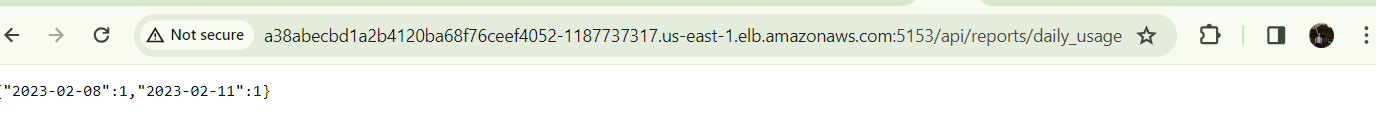 Not secure a38abecbd1a2b4120ba68f76ceef4052-1187737317.us-east-1.elb.amazonaws.com:5153/api/reports/daily_usage
{"2023-02-08":1,"2023-02-11":1}